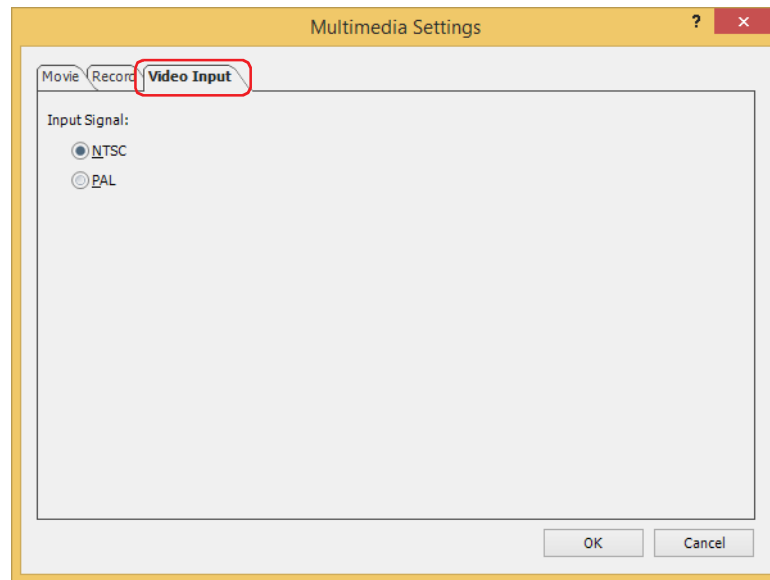 Multimedia Settings ? ×
Movie Record Video Input
Input Signal:
NTSC
PAL
OK Cancel